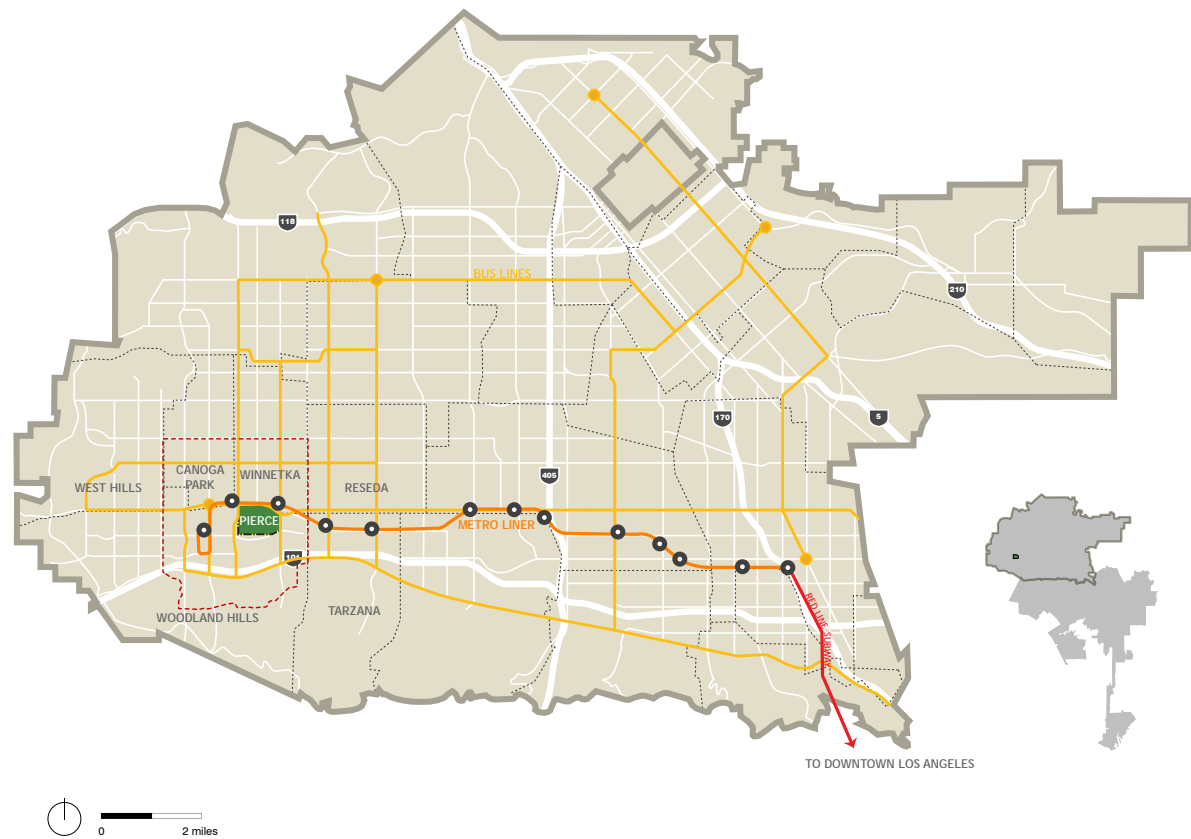 118
BUS LINES
210
170
5
405
CANOGA
PARK
WINNETKA
WEST HILLS
RESEDA
PIERCE
METRO LINER
101
RED LINE SUBWAY
TARZANA
WOODLAND HILLS
TO DOWNTOWN LOS ANGELES
0
2 miles